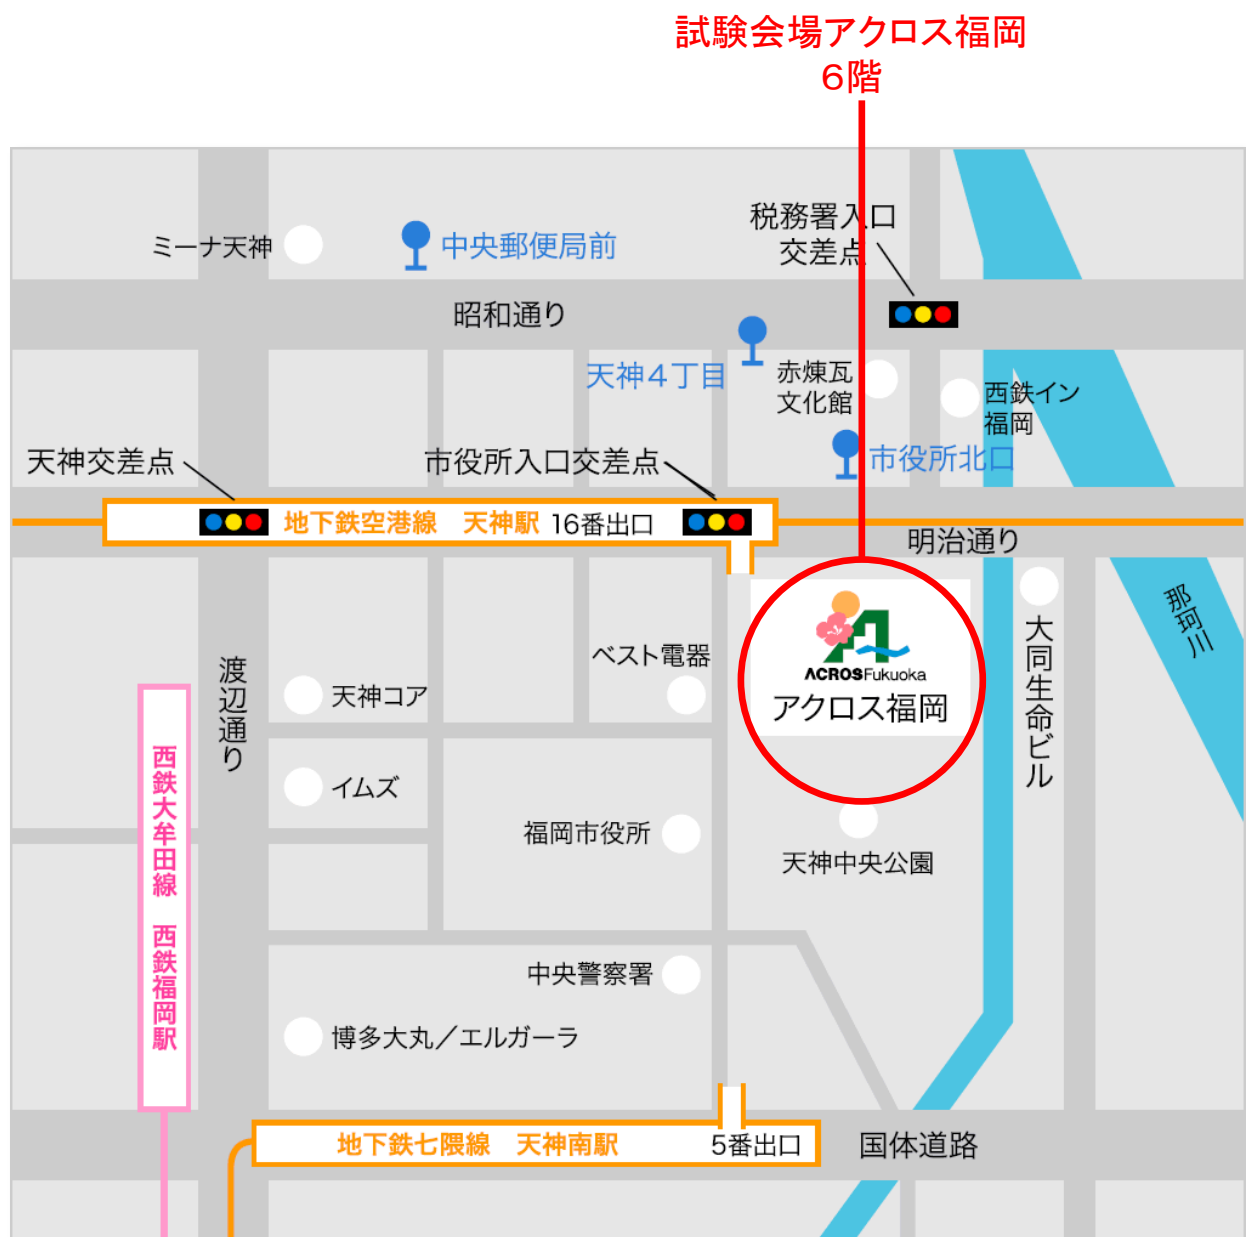 試験会場アクロス福岡
６階
税務署入口
交差点
ミーナ天神
中央郵便局前
昭和通り
天神４丁目
赤煉瓦
文化館
西鉄イン
福岡
天神交差点
市役所入口交差点
市役所北口
地下鉄空港線　天神駅 16番出口
明治通り
那珂川
大同生命ビル
ベスト電器
ACROS Fukuoka
アクロス福岡
渡辺通り
天神コア
イムズ
西鉄大牟田線　西鉄福岡駅
福岡市役所
天神中央公園
中央警察署
博多大丸／エルガーラ
地下鉄七隈線　天神南駅 5番出口
国体道路